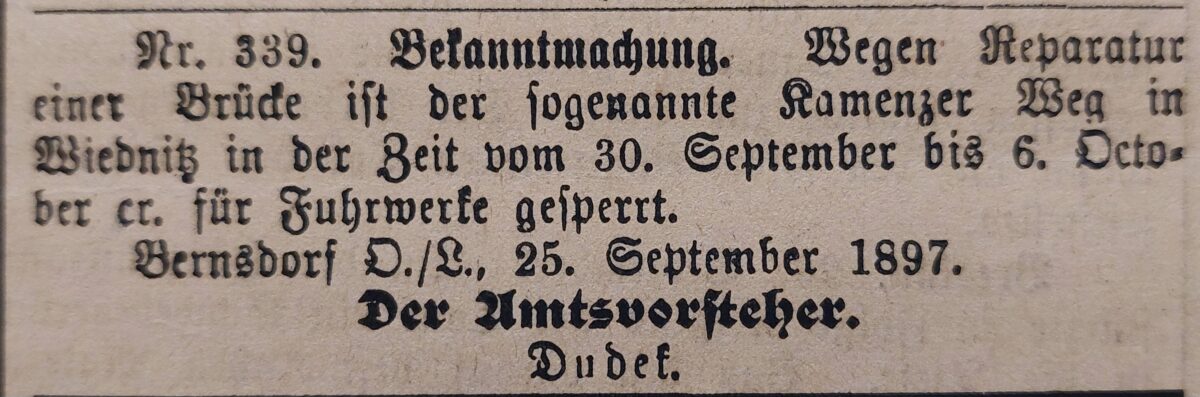 Nr. 339. Bekanntmachung. Wegen Reparatur
einer Brücke ist der sogenannte Kamenzer Weg in
Wiednitz in der Zeit vom 30. September bis 6. Octo-
ber cr. für Fuhrwerke gesperrt.
Bernsdorf O./L., 25. September 1897.
Der Amtsvorsteher.
Dudek.